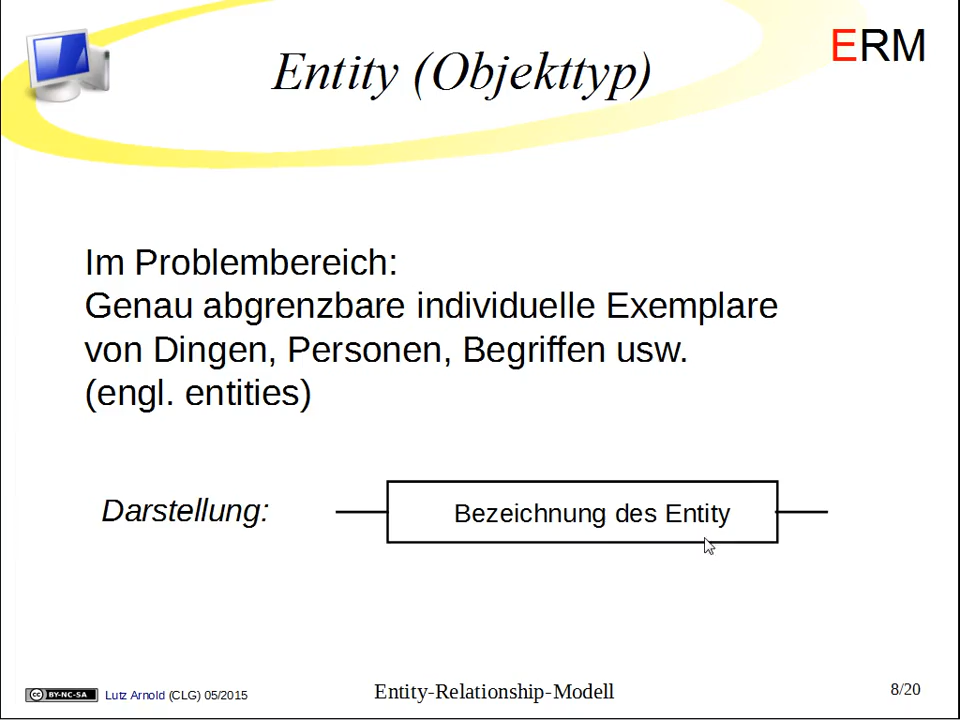 ERM
Entity (Objekttyp)
Im Problembereich:
Genau abgrenzbare individuelle Exemplare
von Dingen, Personen, Begriffen usw.
(engl. entities)
Darstellung:
Bezeichnung des Entity
cc BY-NC-SA Lutz Arnold (CLG) 05/2015
Entity-Relationship-Modell
8/20